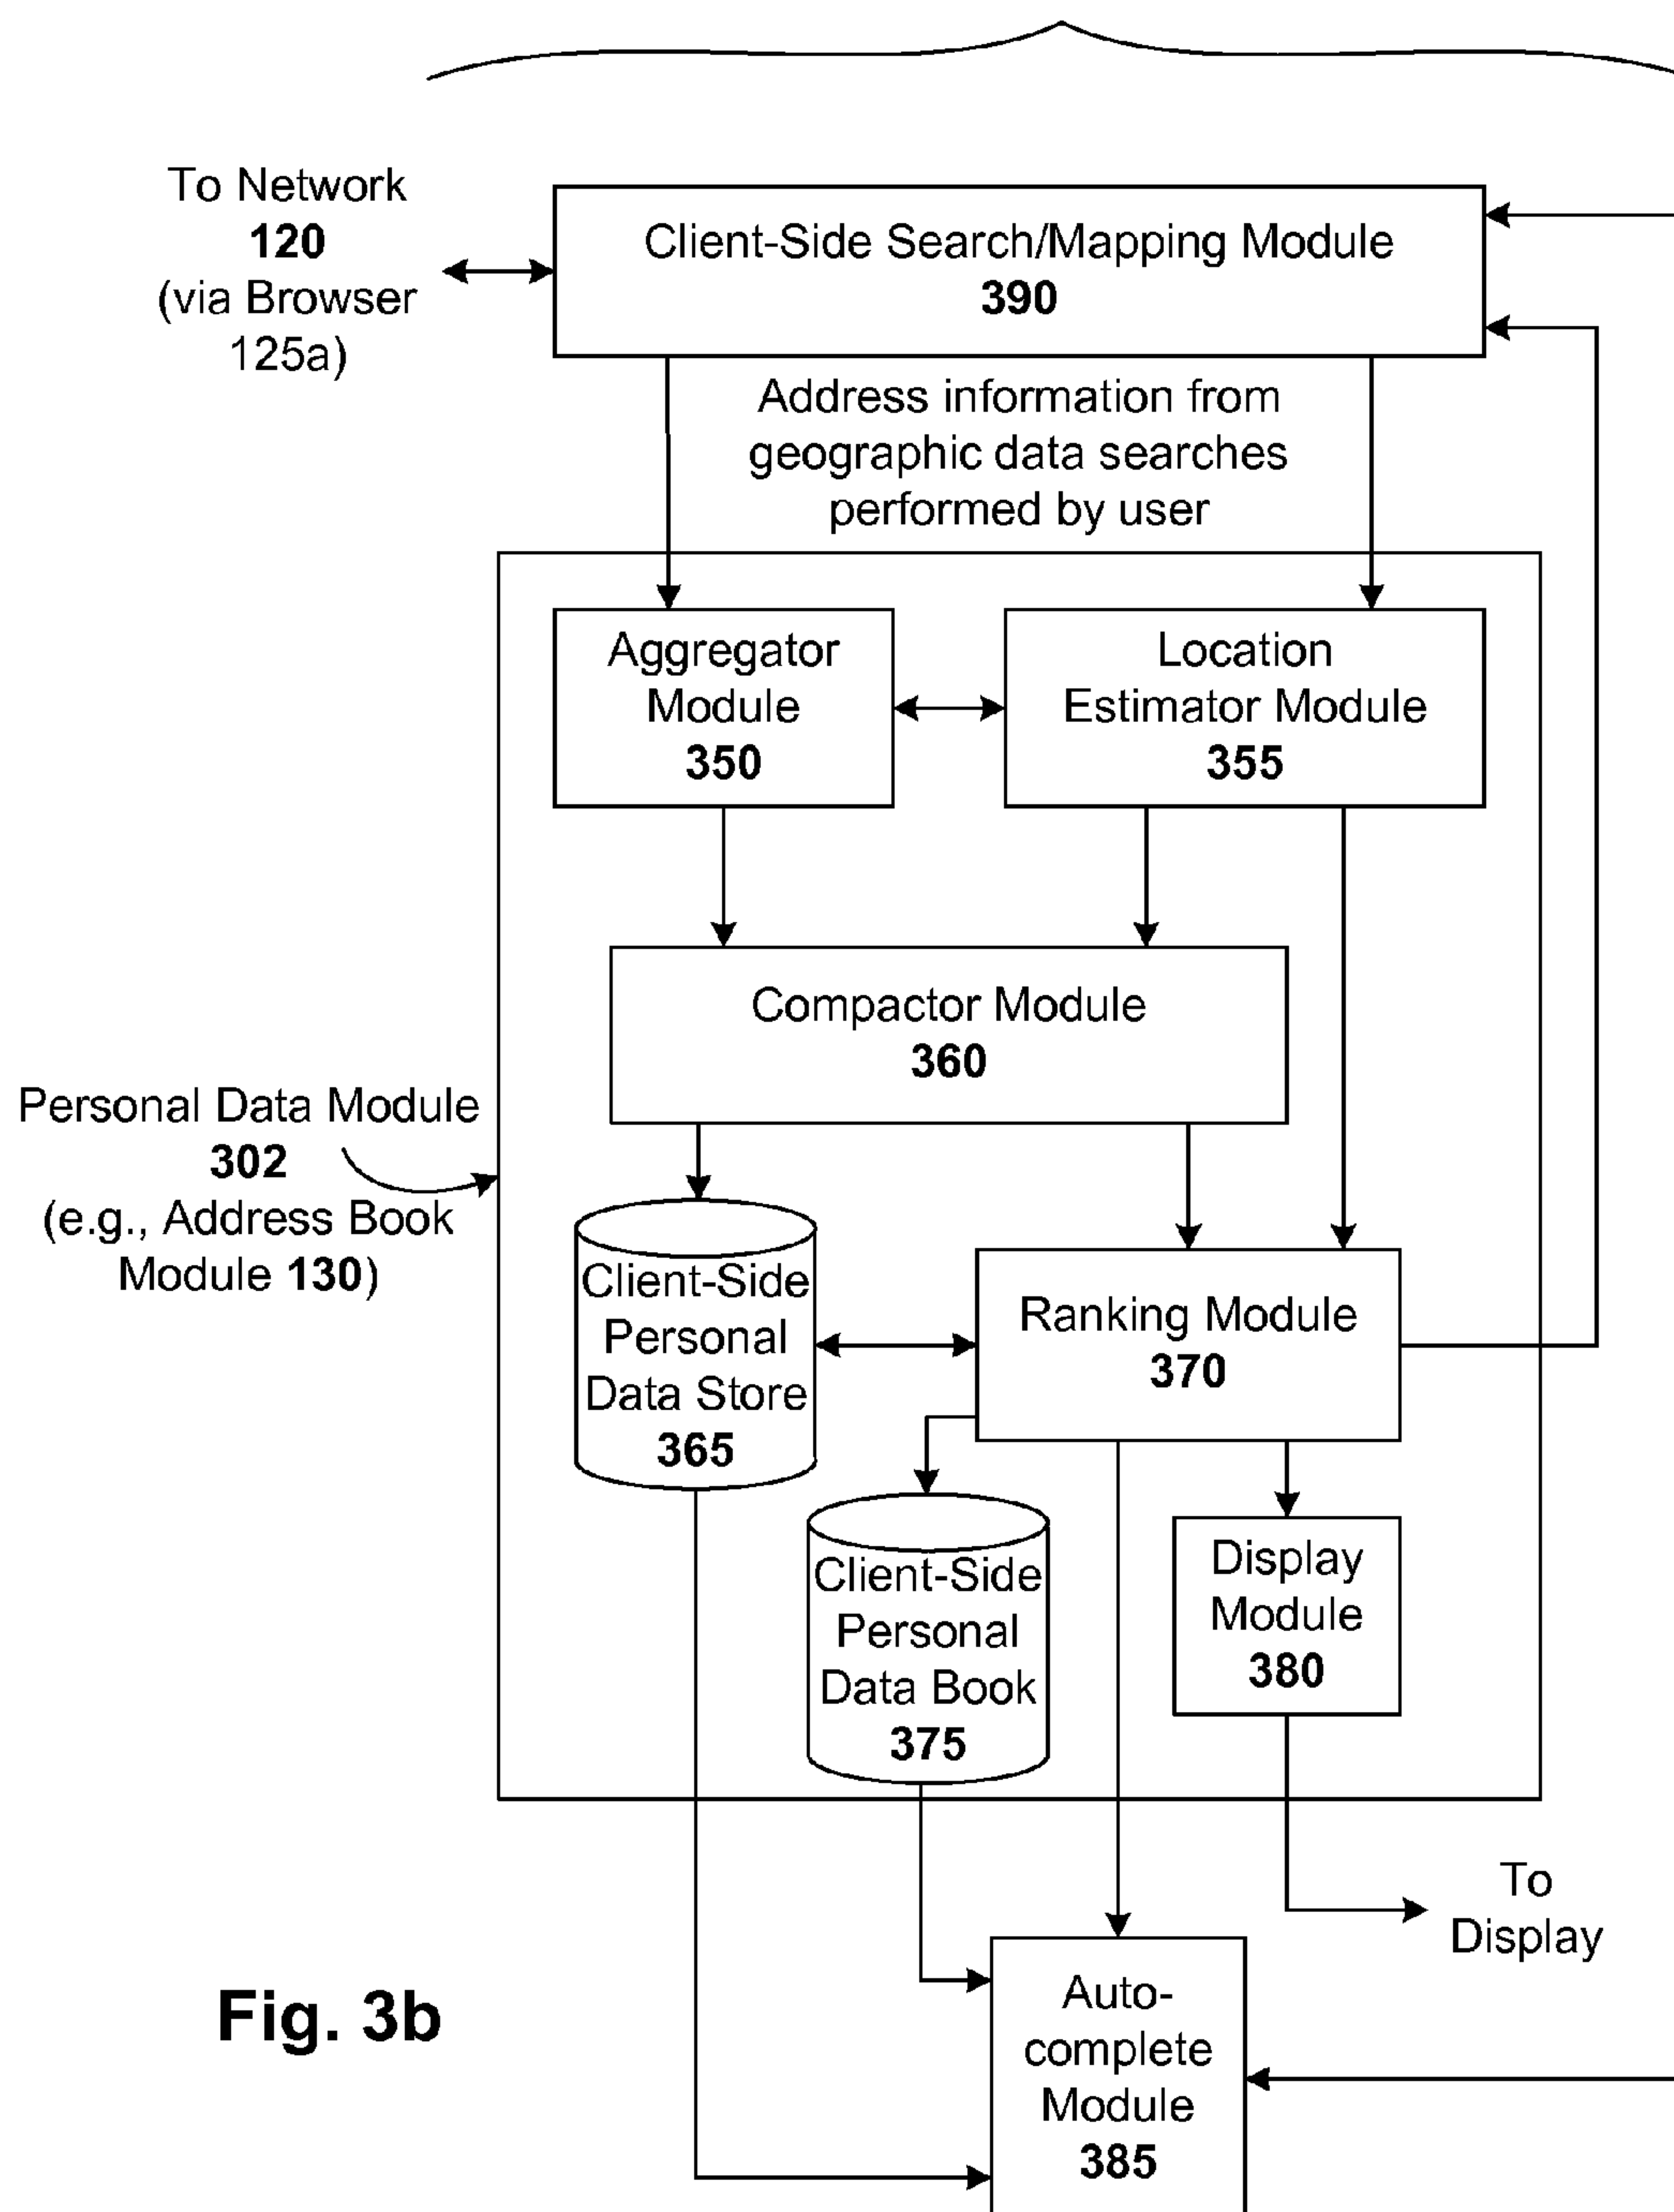 To Network
120
(via Browser
125a)
Client-Side Search/Mapping Module
390
Address information from
geographic data searches
performed by user
Aggregator
Module
350
Location
Estimator Module
355
Compactor Module
360
Personal Data Module
302
(e.g., Address Book
Module 130)
Client-Side
Personal
Data Store
365
Ranking Module
370
Client-Side
Personal
Data Book
375
Display
Module
380
To
Display
Auto-
complete
Module
385
Fig. 3b